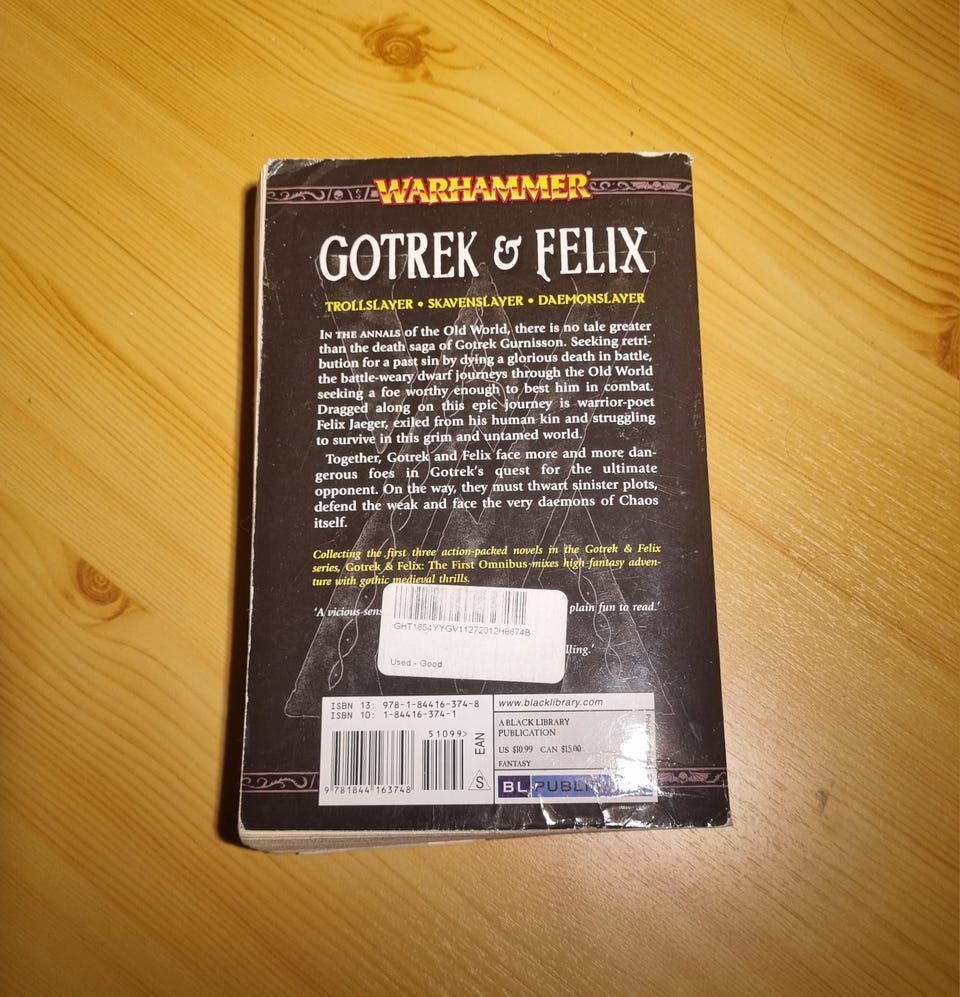 WARHAMMER
GOTREK & FELIX
TROLLSLAYER • SKAVENSLAYER • DAEMONSLAYER
IN THE ANNALS of the Old World, there is no tale greater
than the death saga of Gotrek Gurnisson. Seeking retri-
bution for a past sin by dying a glorious death in battle,
the battle-weary dwarf journeys through the Old World
seeking a foe worthy enough to best him in combat.
Dragged along on this epic journey is warrior-poet
Felix Jaeger, exiled from his human kin and struggling
to survive in this grim and untamed world.
Together, Gotrek and Felix face more and more dan-
gerous foes in Gotrek's quest for the ultimate
opponent. On the way, they must thwart sinister plots,
defend the weak and face the very daemons of Chaos
itself.
Collecting the first three action-packed novels in the Gotrek & Felix
series, Gotrek & Felix: The First Omnibus mixes high fantasy adven-
ture with gothic medieval thrills.
'A vicious plain fun to read.'
GHT1654YYGV11272012H8674B
Used - Good
ISBN 13: 978-1-84416-374-8
ISBN 10: 1-84416-374-1
51099>
EAN
9 781844 163748
S
www.blacklibrary.com
A BLACK LIBRARY
PUBLICATION
US $10.99 CAN $15.00
FANTASY
BL